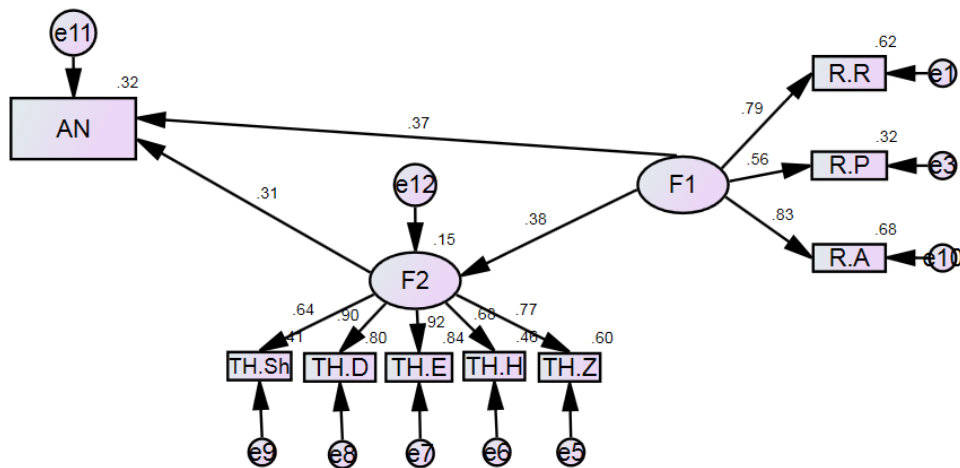 e11
.32
AN
.37
.31
e12
.15
F2
.38
F1
.79
.56
.83
.62
R.R
e1
.32
R.P
e3
.68
R.A
e10
.64
.90
.92
.68
.77
.41
.80
.84
.46
.60
TH.Sh
TH.D
TH.E
TH.H
TH.Z
e9
e8
e7
e6
e5